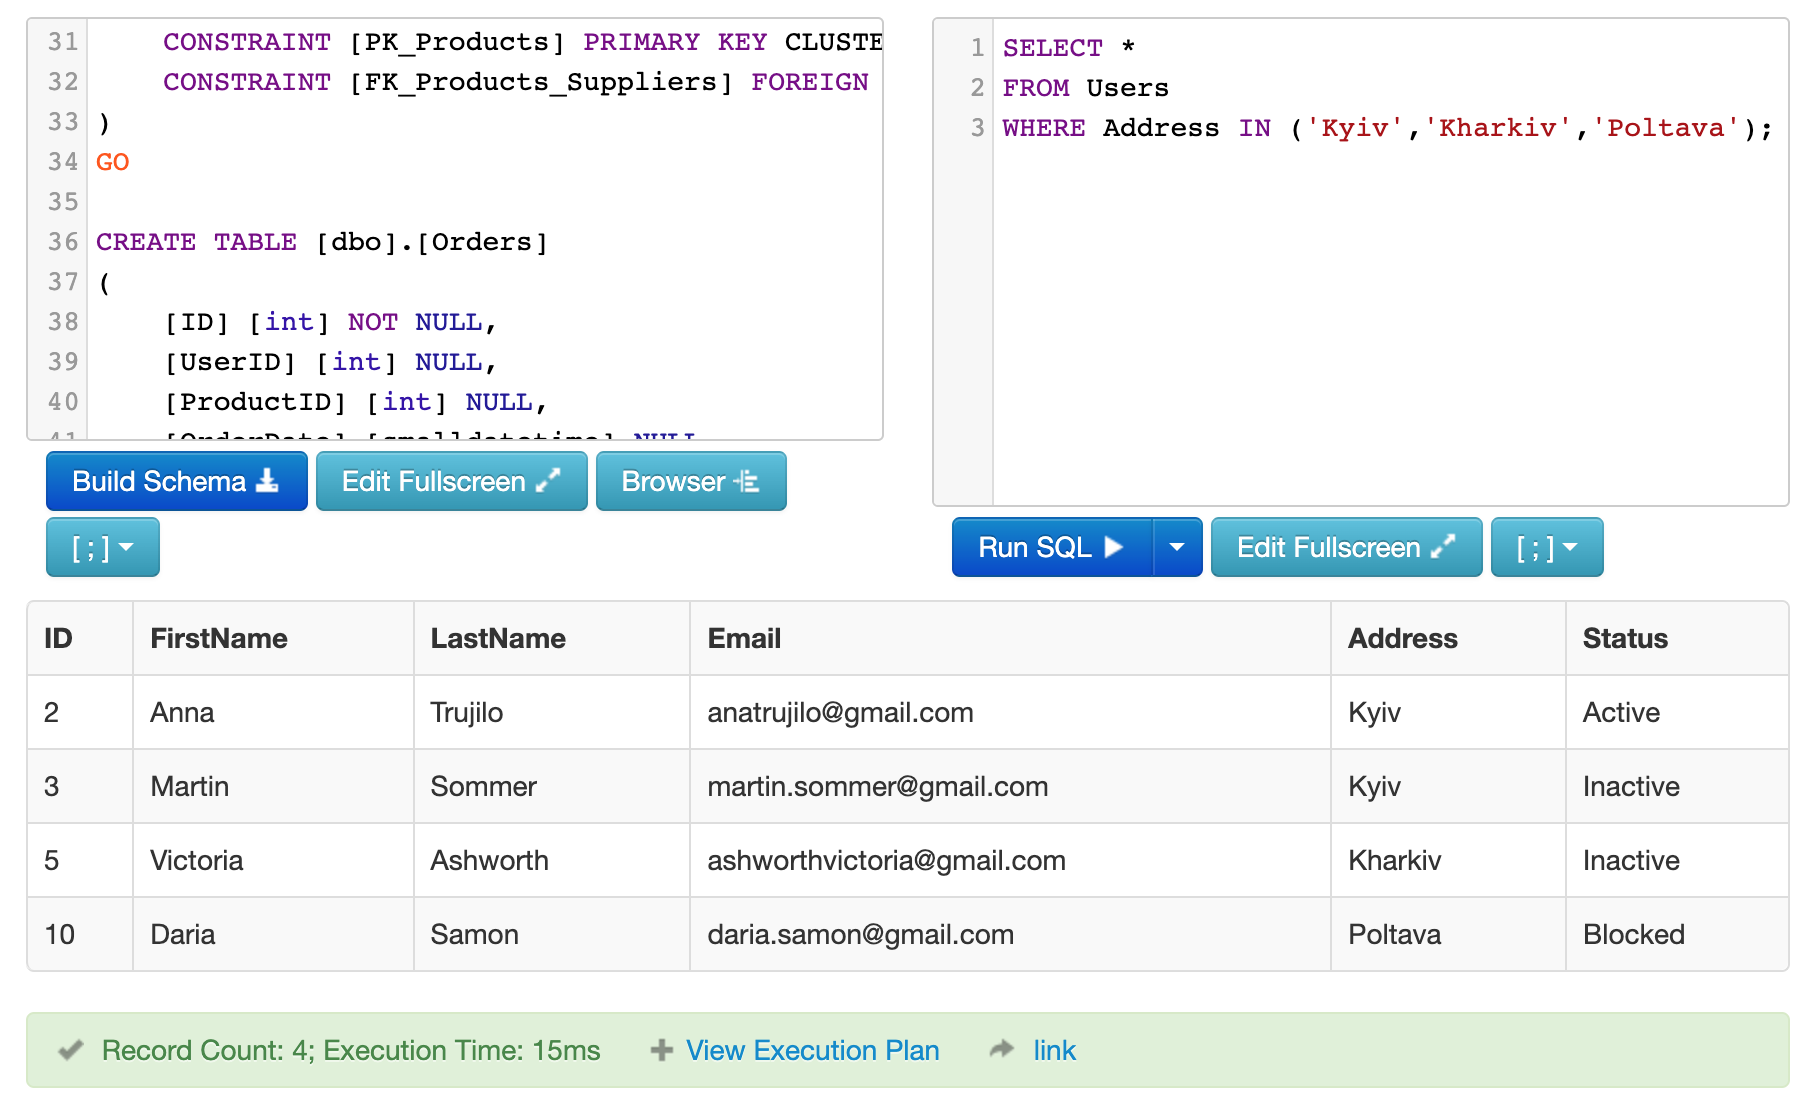 31 CONSTRAINT [PK_Products] PRIMARY KEY CLUSTE
32 CONSTRAINT [FK_Products_Suppliers] FOREIGN
33 )
34 GO
35
36 CREATE TABLE [dbo].[Orders]
37 (
38 [ID] [int] NOT NULL,
39 [UserID] [int] NULL,
40 [ProductID] [int] NULL,
41 [OrderDate] [smalldatetime] NULL
Build Schema Edit Fullscreen Browser
[ ; ]
1 SELECT *
2 FROM Users
3 WHERE Address IN ('Kyiv','Kharkiv','Poltava');
Run SQL Edit Fullscreen [ ; ]
ID FirstName LastName Email Address Status
2 Anna Trujilo anatrujilo@gmail.com Kyiv Active
3 Martin Sommer martin.sommer@gmail.com Kyiv Inactive
5 Victoria Ashworth ashworthvictoria@gmail.com Kharkiv Inactive
10 Daria Samon daria.samon@gmail.com Poltava Blocked
Record Count: 4; Execution Time: 15ms View Execution Plan link